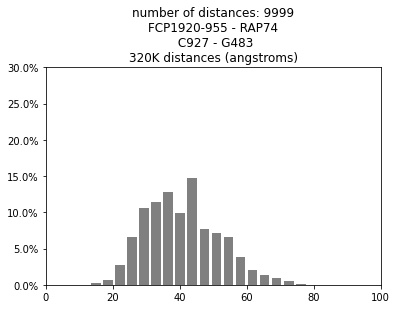 number of distances: 9999
FCP1920-955 - RAP74
C927 - G483
320K distances (angstroms)
30.0%
25.0%
20.0%
15.0%
10.0%
5.0%
0.0%
0 20 40 60 80 100